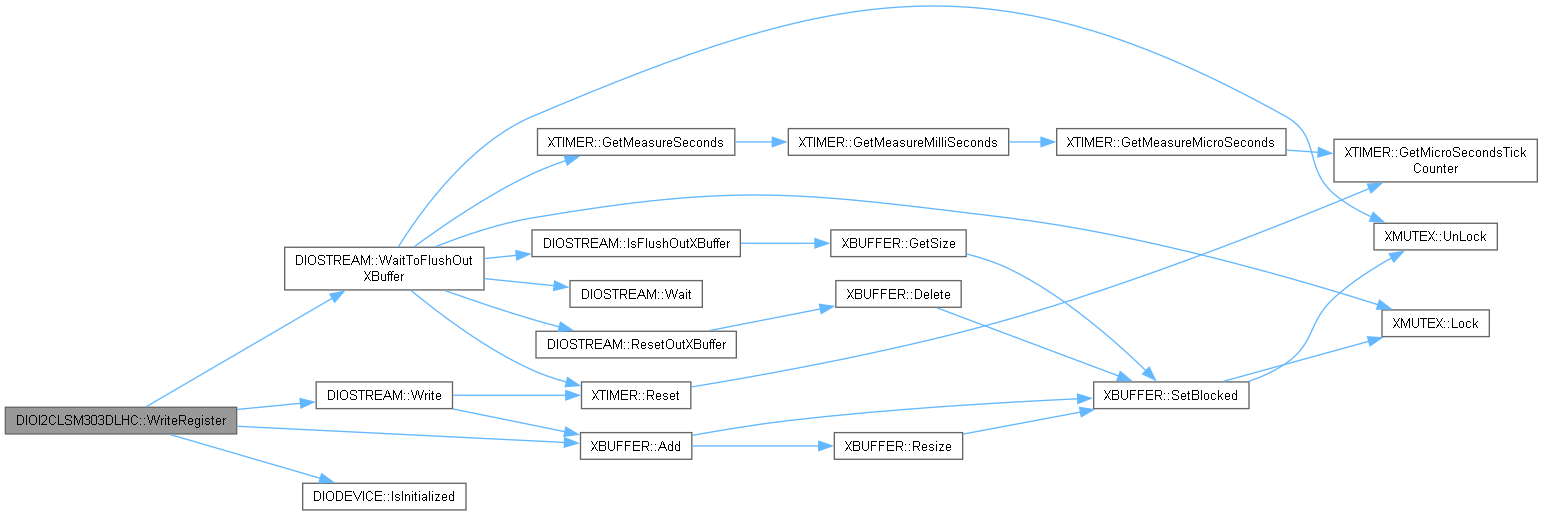 XTIMER::GetMeasureSeconds
XTIMER::GetMeasureMilliSeconds
XTIMER::GetMeasureMicroSeconds
XTIMER::GetMicroSecondsTick
Counter
XMUTEX::UnLock
DIOSTREAM::WaitToFlushOut
XBuffer
DIOSTREAM::IsFlushOutXBuffer
XBUFFER::GetSize
DIOSTREAM::Wait
XBUFFER::Delete
XMUTEX::Lock
DIOSTREAM::ResetOutXBuffer
DIOSTREAM::Write
XTIMER::Reset
XBUFFER::SetBlocked
DIOI2CLSM303DLHC::WriteRegister
XBUFFER::Add
XBUFFER::Resize
DIODEVICE::IsInitialized